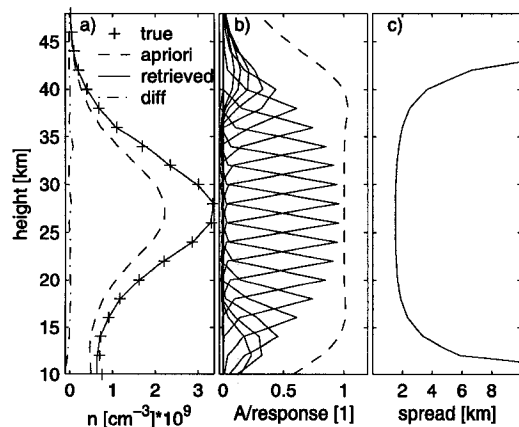 a) b) c)
+ true
apriori
retrieved
diff
height [km]
45
40
35
30
25
20
15
10
0 1 2 3
n [cm⁻³]*10⁹
0 0.5 1
A/response [1]
2 4 6 8
spread [km]